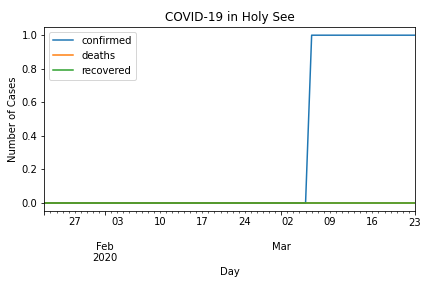 COVID-19 in Holy See
confirmed
deaths
recovered
Number of Cases
1.0
0.8
0.6
0.4
0.2
0.0
27 03 10 17 24 02 09 16 23
Feb Mar
2020
Day